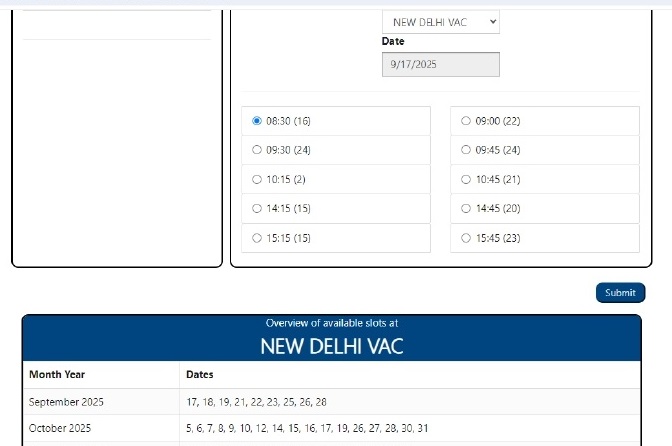 NEW DELHI VAC
Date
9/17/2025
08:30 (16) 09:00 (22)
09:30 (24) 09:45 (24)
10:15 (2) 10:45 (21)
14:15 (15) 14:45 (20)
15:15 (15) 15:45 (23)
Submit
Overview of available slots at
NEW DELHI VAC
Month Year Dates
September 2025 17, 18, 19, 21, 22, 23, 25, 26, 28
October 2025 5, 6, 7, 8, 9, 10, 12, 14, 15, 16, 17, 19, 26, 27, 28, 30, 31